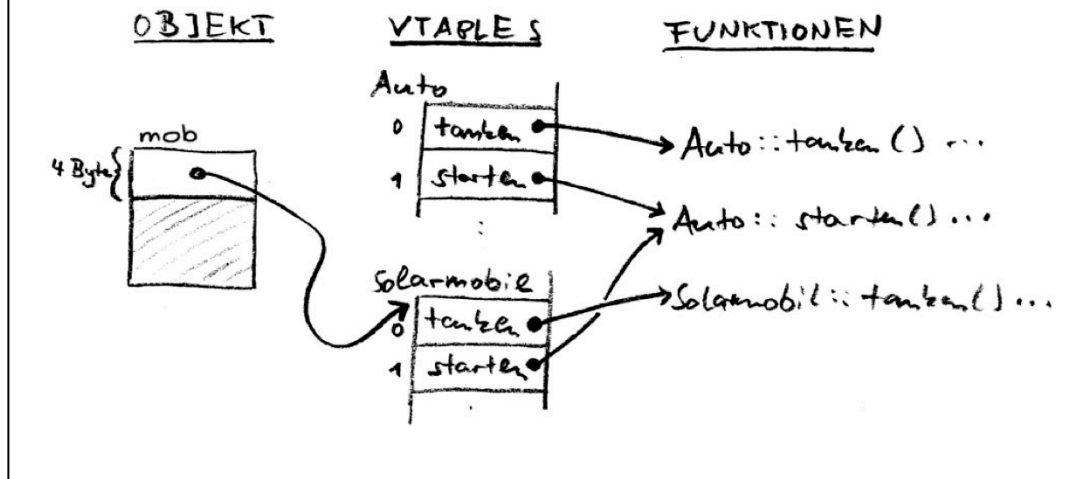 OBJEKT
VTABLES
FUNKTIONEN
Auto
mob
4 Byte
0 tanken
1 starten
Auto::tanken() ...
Auto::starten() ...
Solarmobil
0 tanken
1 starten
Solarmobil::tanken() ...